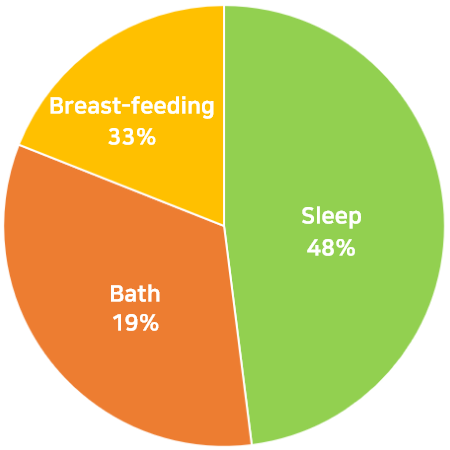 Breast-feeding
33%
Sleep
48%
Bath
19%